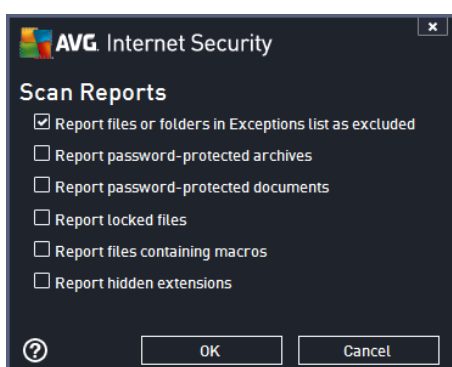 AVG. Internet Security
Scan Reports
Report files or folders in Exceptions list as excluded
Report password-protected archives
Report password-protected documents
Report locked files
Report files containing macros
Report hidden extensions
? OK Cancel